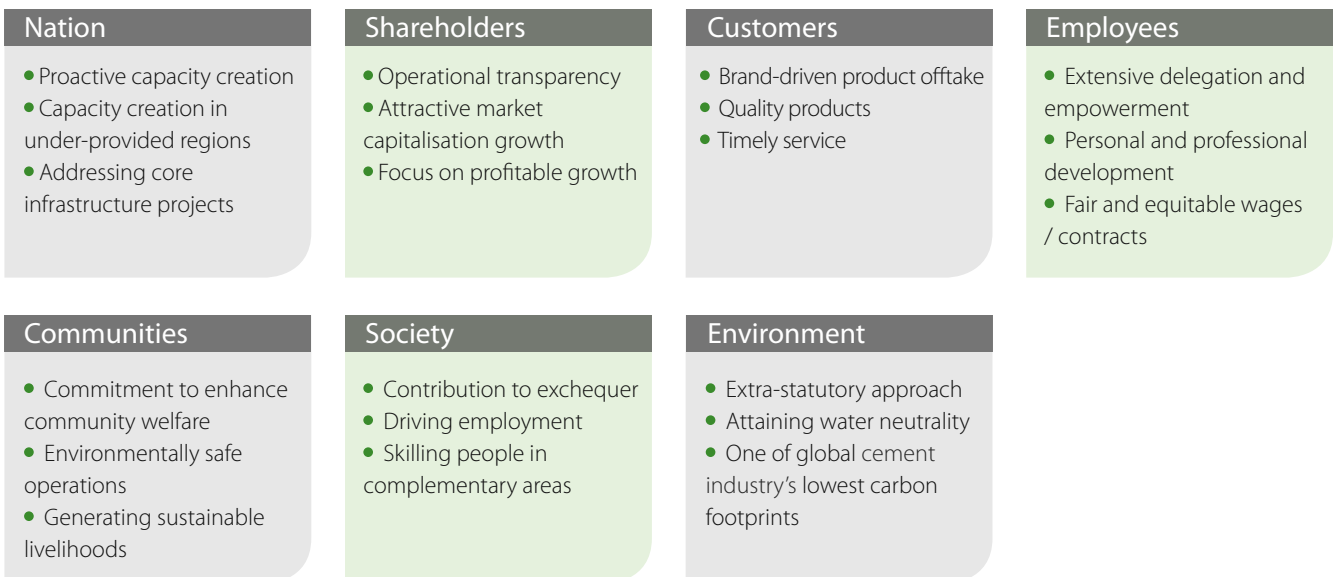 Nation
• Proactive capacity creation
• Capacity creation in
under-provided regions
• Addressing core
infrastructure projects
Shareholders
• Operational transparency
• Attractive market
capitalisation growth
• Focus on profitable growth
Customers
• Brand-driven product offtake
• Quality products
• Timely service
Employees
• Extensive delegation and
empowerment
• Personal and professional
development
• Fair and equitable wages
/ contracts
Communities
• Commitment to enhance
community welfare
• Environmentally safe
operations
• Generating sustainable
livelihoods
Society
• Contribution to exchequer
• Driving employment
• Skilling people in
complementary areas
Environment
• Extra-statutory approach
• Attaining water neutrality
• One of global cement
industry's lowest carbon
footprints